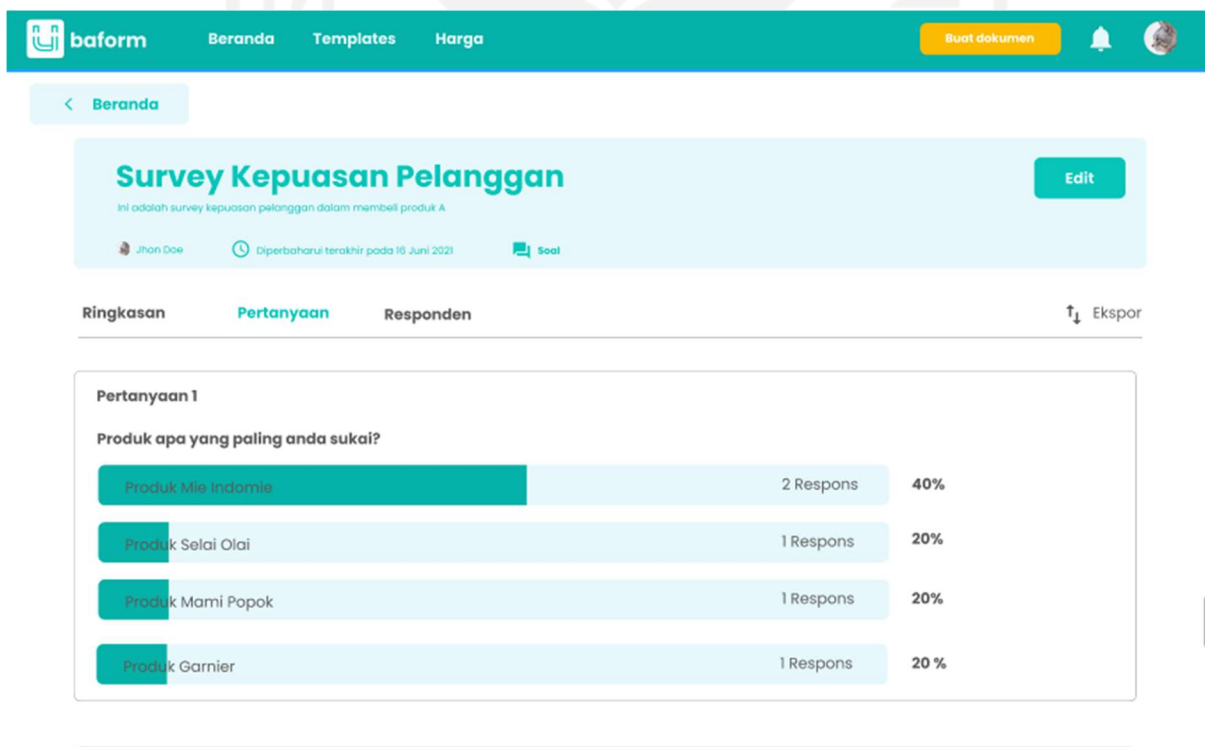 baform Beranda Templates Harga Buat dokumen
Beranda
Survey Kepuasan Pelanggan Edit
Ini adalah survey kepuasan pelanggan dalam membeli produk A
Jhon Doe Diperbaharui terakhir pada 16 Juni 2021 Soal
Ringkasan Pertanyaan Responden Ekspor
Pertanyaan 1
Produk apa yang paling anda sukai?
Produk Mie Indomie 2 Respons 40%
Produk Selai Olai 1 Respons 20%
Produk Mami Popok 1 Respons 20%
Produk Garnier 1 Respons 20 %